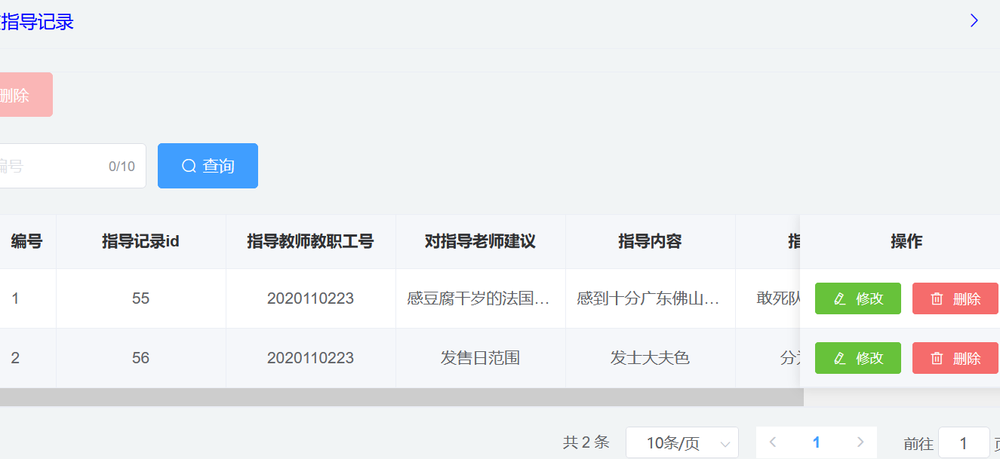 指导记录
删除
编号 0/10 查询
编号 指导记录id 指导教师教职工号 对指导老师建议 指导内容 指 操作
1 55 2020110223 感豆腐干岁的法国… 感到十分广东佛山… 敢死队 修改 删除
2 56 2020110223 发售日范围 发士大夫色 分 修改 删除
共 2 条 10条/页 1 前往 1